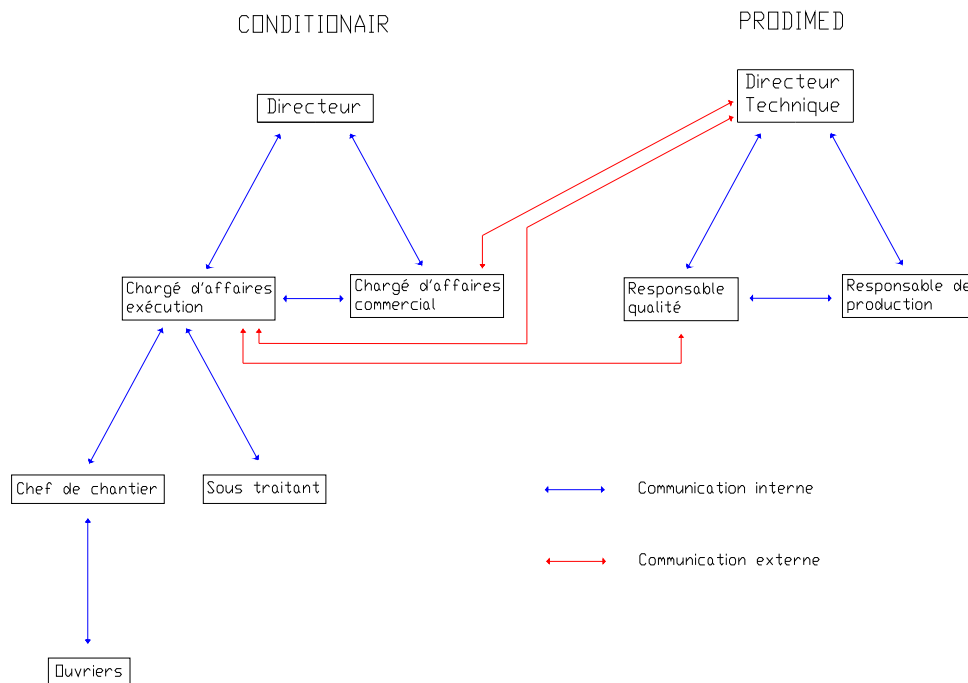 CONDITIONAIR
PRODIMED
Directeur
Directeur
Technique
Chargé d'affaires
exécution
Chargé d'affaires
commercial
Responsable
qualité
Responsable de
production
Chef de chantier
Sous traitant
Communication interne
Communication externe
Ouvriers